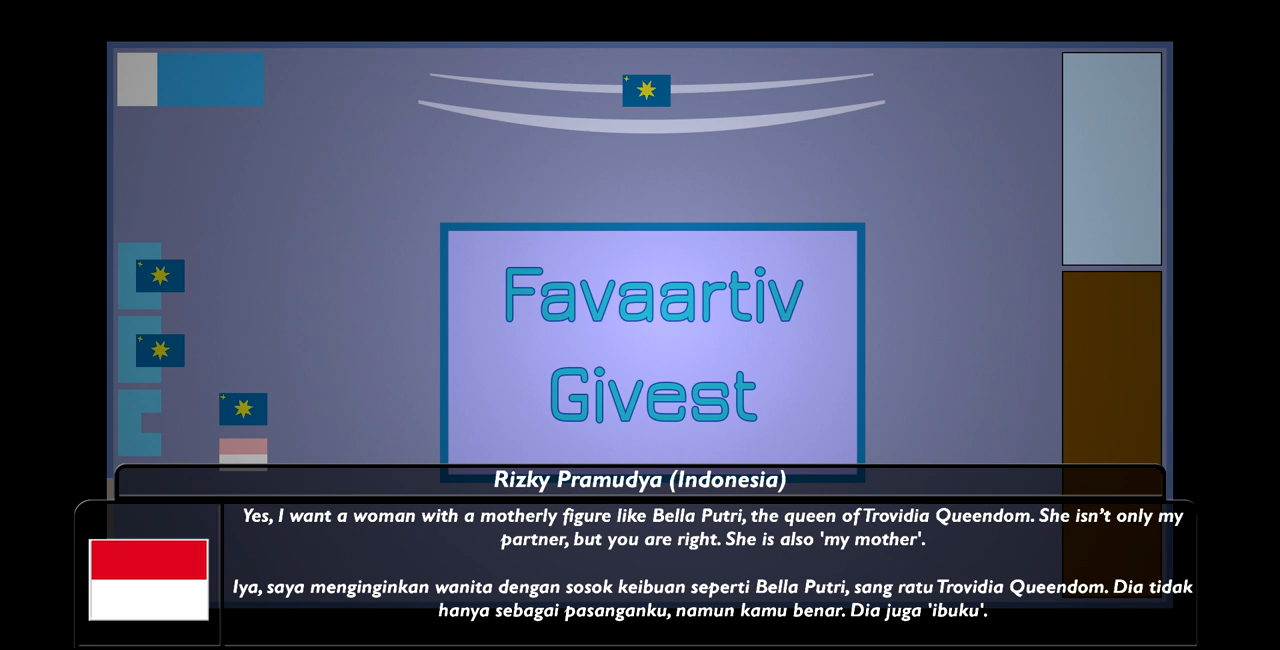 Favaartiv
Givest
Rizky Pramudya (Indonesia)
Yes, I want a woman with a motherly figure like Bella Putri, the queen of Trovidia Queendom. She isn't only my
partner, but you are right. She is also 'my mother'.
Iya, saya menginginkan wanita dengan sosok keibuan seperti Bella Putri, sang ratu Trovidia Queendom. Dia tidak
hanya sebagai pasanganku, namun kamu benar. Dia juga 'ibuku'.